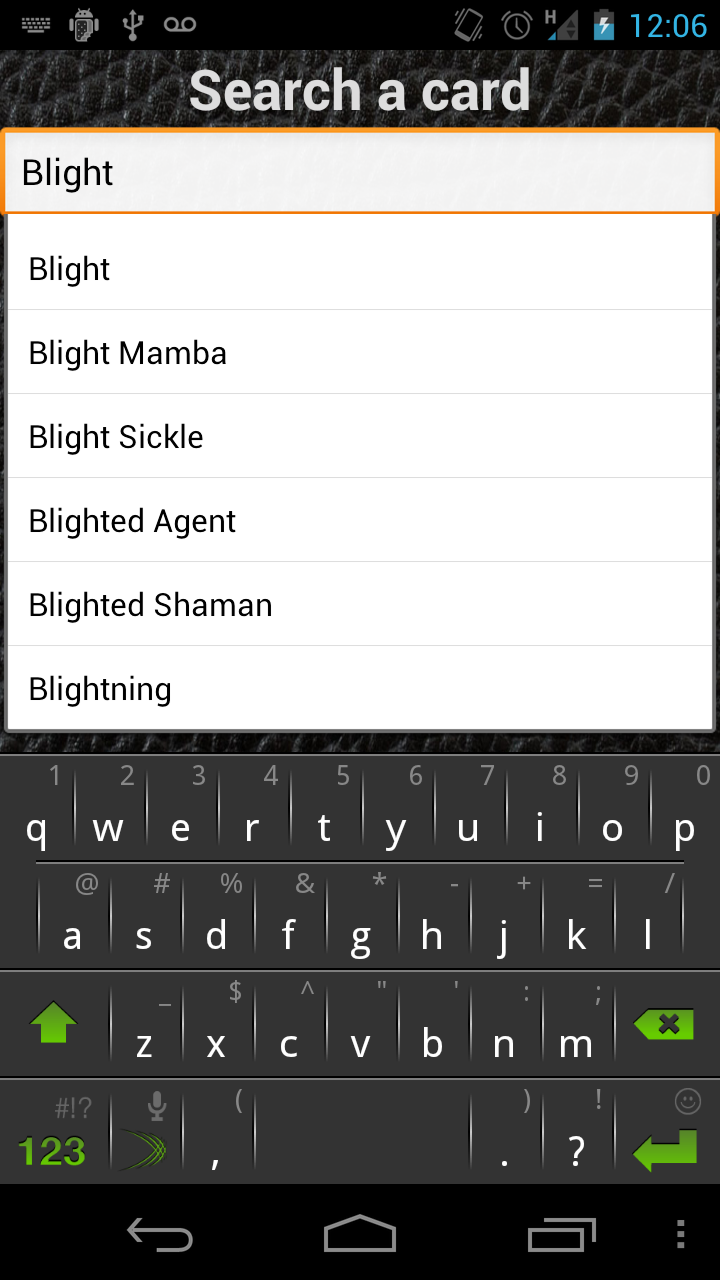 H 12:06
Search a card
Blight
Blight
Blight Mamba
Blight Sickle
Blighted Agent
Blighted Shaman
Blightning
1 2 3 4 5 6 7 8 9 0
q w e r t y u i o p
@ # % & * - + = /
a s d f g h j k l
_ $ ^ " ' : ;
z x c v b n m
#!? ( ) !
123 , . ?